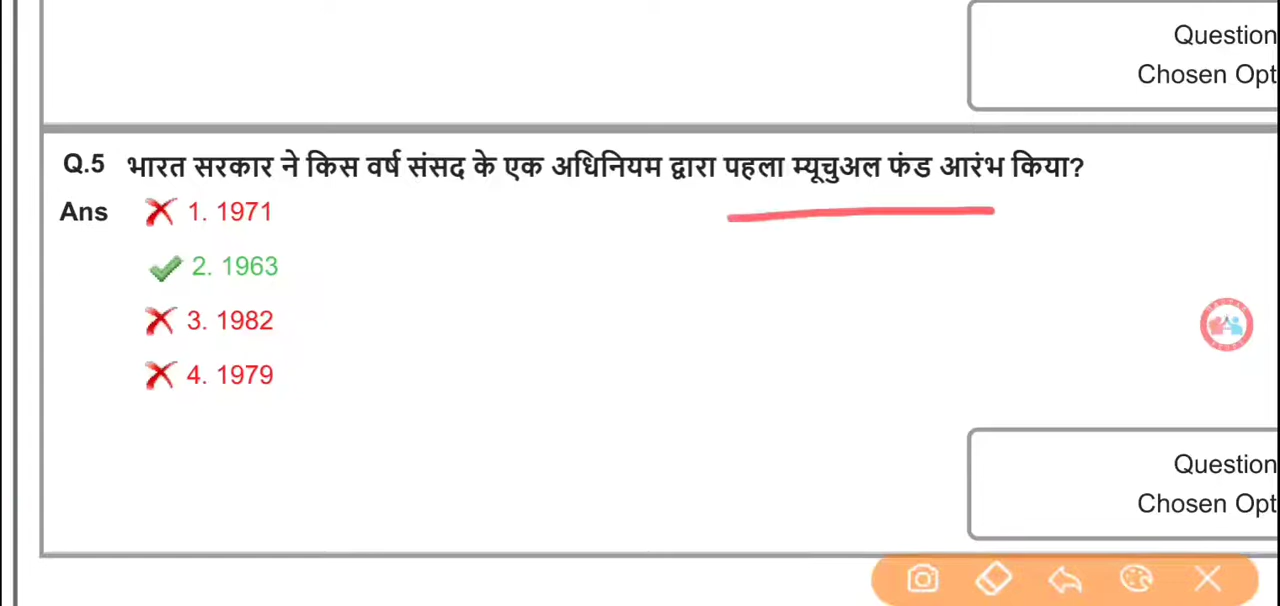 Question
Chosen Opt
Q.5 भारत सरकार ने किस वर्ष संसद के एक अधिनियम द्वारा पहला म्यूचुअल फंड आरंभ किया?
Ans 1. 1971
2. 1963
3. 1982
4. 1979
Question
Chosen Opt